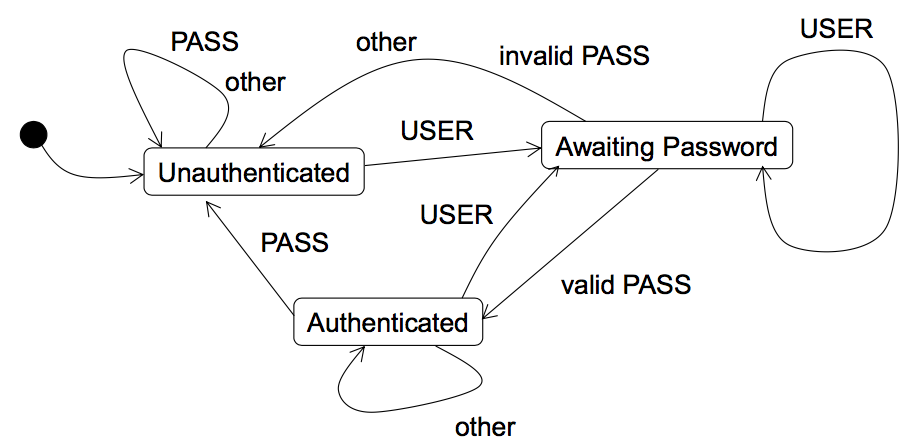 USER
PASS
other
invalid PASS
other
USER
Awaiting Password
Unauthenticated
USER
PASS
valid PASS
Authenticated
other